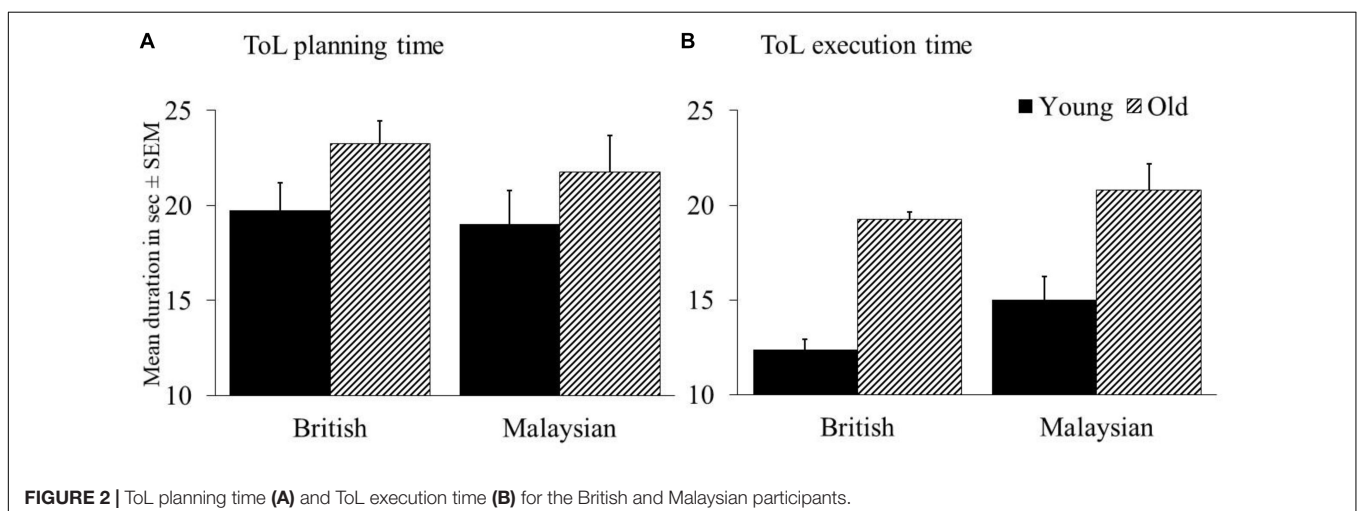 A ToL planning time
Mean duration in sec ± SEM
25
20
15
10
British Malaysian
B ToL execution time
Young Old
25
20
15
10
British Malaysian
FIGURE 2 | ToL planning time (A) and ToL execution time (B) for the British and Malaysian participants.